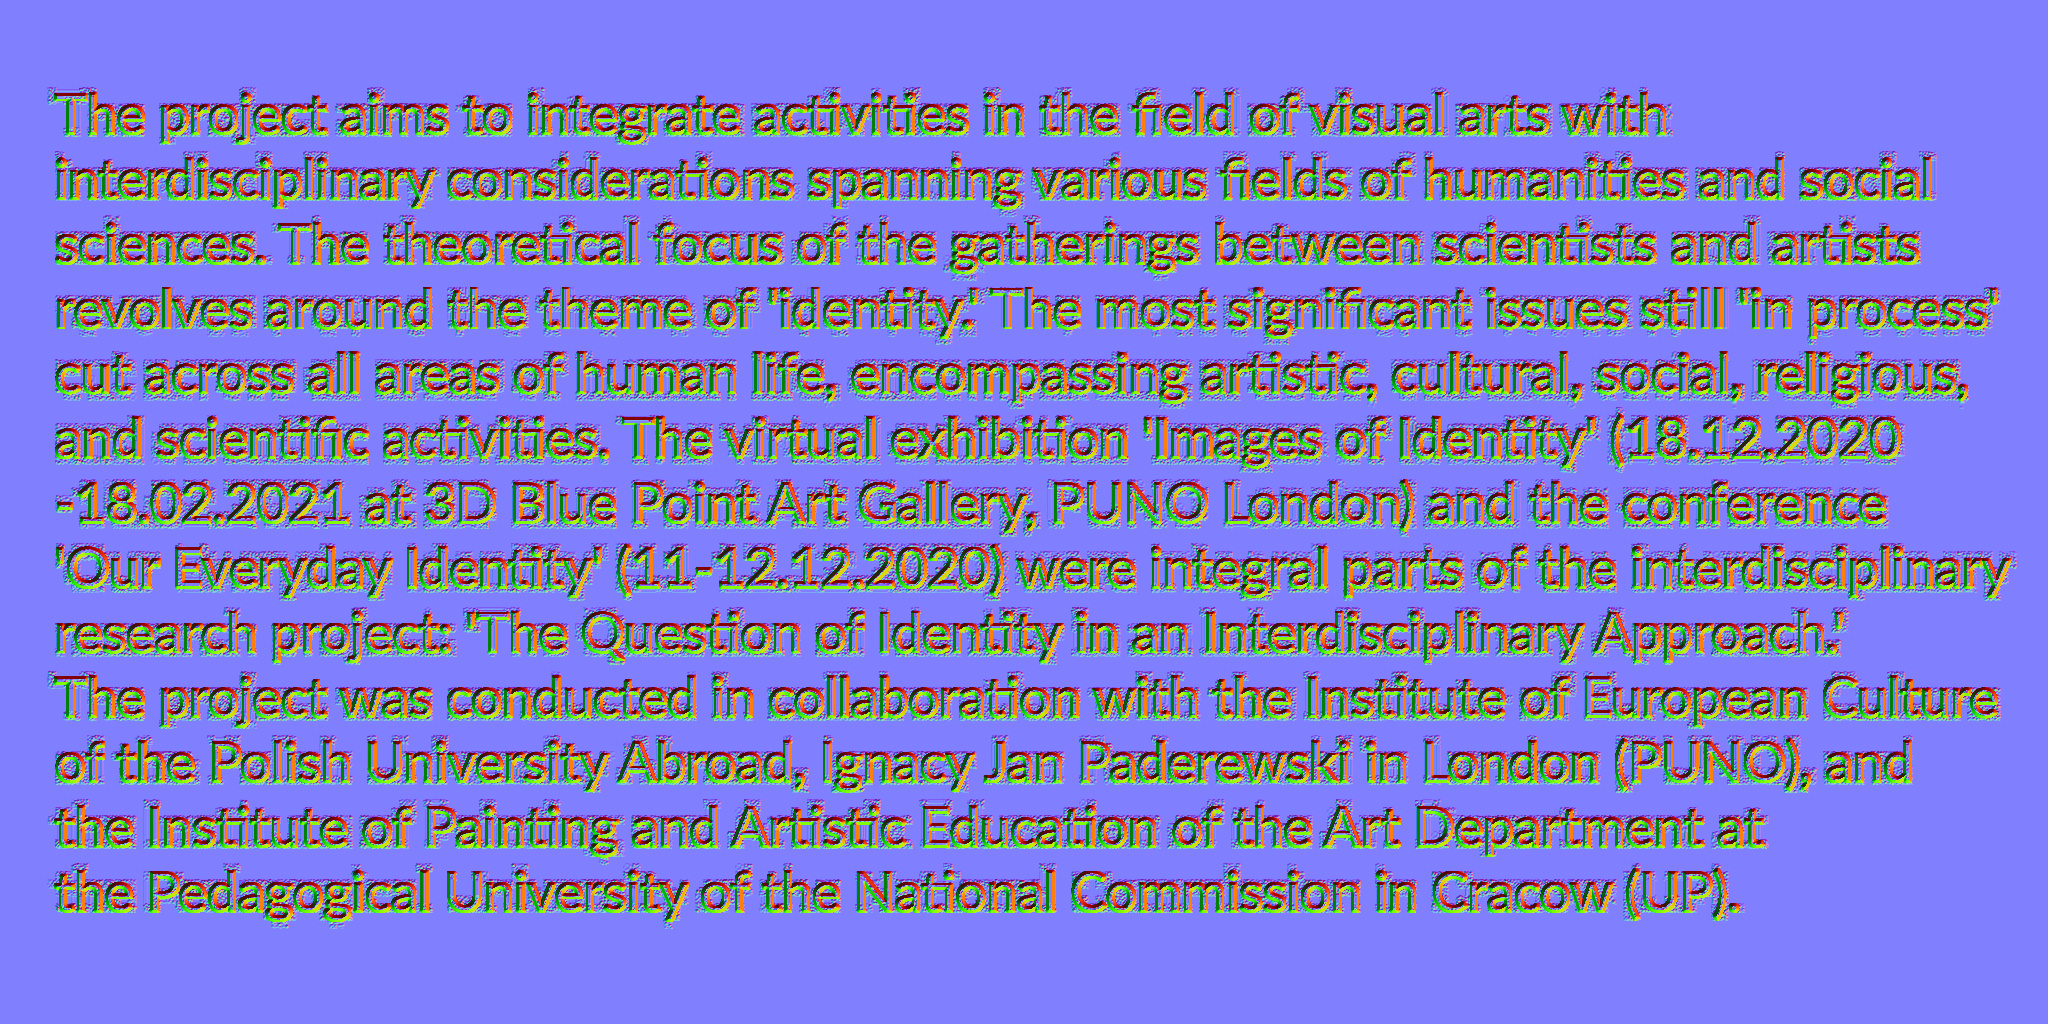 The project aims to integrate activities in the field of visual arts with
interdisciplinary considerations spanning various fields of humanities and social
sciences. The theoretical focus of the gatherings between scientists and artists
revolves around the theme of 'identity.' The most significant issues still 'in process'
cut across all areas of human life, encompassing artistic, cultural, social, religious,
and scientific activities. The virtual exhibition 'Images of Identity' (18.12.2020
-18.02.2021 at 3D Blue Point Art Gallery, PUNO London) and the conference
'Our Everyday Identity' (11-12.12.2020) were integral parts of the interdisciplinary
research project: 'The Question of Identity in an Interdisciplinary Approach.'
The project was conducted in collaboration with the Institute of European Culture
of the Polish University Abroad, Ignacy Jan Paderewski in London (PUNO), and
the Institute of Painting and Artistic Education of the Art Department at
the Pedagogical University of the National Commission in Cracow (UP).